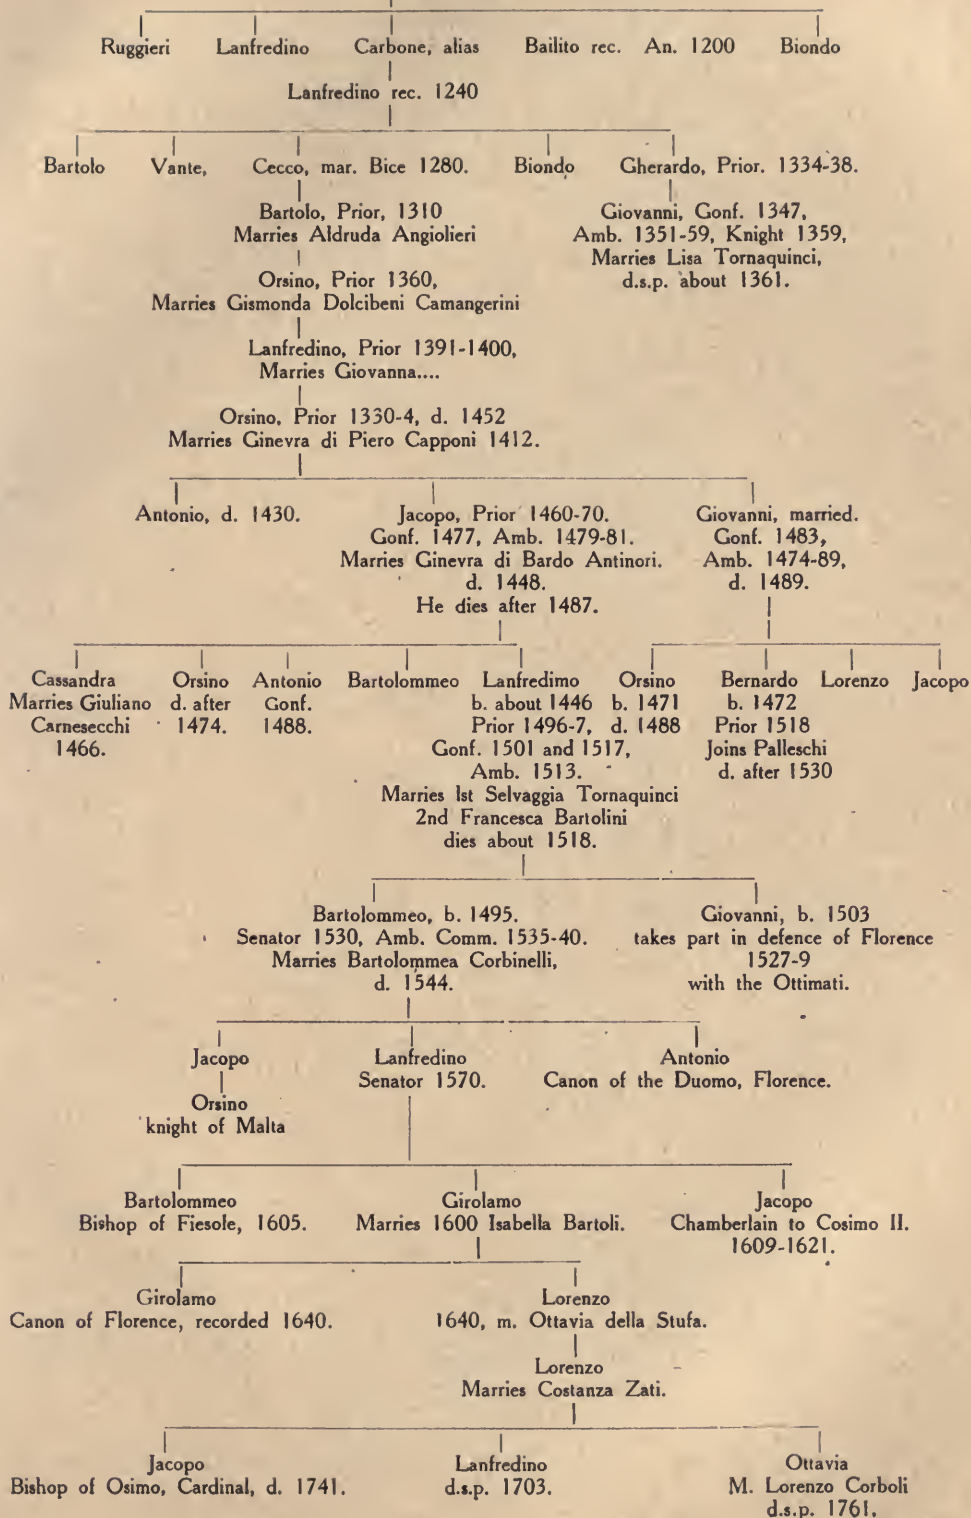 Ruggieri Lanfredino Carbone, alias Bailito rec. An. 1200 Biondo
Lanfredino rec. 1240
Bartolo Vante, Cecco, mar. Bice 1280. Biondo Gherardo, Prior. 1334-38.
Bartolo, Prior, 1310 Giovanni, Gonf. 1347,
Marries Aldruda Angiolieri Amb. 1351-59, Knight 1359,
Marries Lisa Tornaquinci,
Orsino, Prior 1360, d.s.p. about 1361.
Marries Gismonda Dolcibeni Camangerini
Lanfredino, Prior 1391-1400,
Marries Giovanna....
Orsino, Prior 1330-4, d. 1452
Marries Ginevra di Piero Capponi 1412.
Antonio, d. 1430. Jacopo, Prior 1460-70. Giovanni, married.
Gonf. 1477, Amb. 1479-81. Gonf. 1483,
Marries Ginevra di Bardo Antinori. Amb. 1474-89,
d. 1448. d. 1489.
He dies after 1487.
Cassandra Orsino Antonio Bartolommeo Lanfredimo Orsino Bernardo Lorenzo Jacopo
Marries Giuliano d. after Gonf. b. about 1446 b. 1471 b. 1472
Carnesecchi 1474. 1488. Prior 1496-7, d. 1488 Prior 1518
1466. Gonf. 1501 and 1517, Joins Palleschi
Amb. 1513. d. after 1530
Marries 1st Selvaggia Tornaquinci
2nd Francesca Bartolini
dies about 1518.
Bartolommeo, b. 1495. Giovanni, b. 1503
Senator 1530, Amb. Comm. 1535-40. takes part in defence of Florence
Marries Bartolommea Corbinelli, 1527-9
d. 1544. with the Ottimati.
Jacopo Lanfredino Antonio
Senator 1570. Canon of the Duomo, Florence.
Orsino
knight of Malta
Bartolommeo Girolamo Jacopo
Bishop of Fiesole, 1605. Marries 1600 Isabella Bartoli. Chamberlain to Cosimo II.
1609-1621.
Girolamo Lorenzo
Canon of Florence, recorded 1640. 1640, m. Ottavia della Stufa.
Lorenzo
Marries Costanza Zati.
Jacopo Lanfredino Ottavia
Bishop of Osimo, Cardinal, d. 1741. d.s.p. 1703. M. Lorenzo Corboli
d.s.p. 1761.